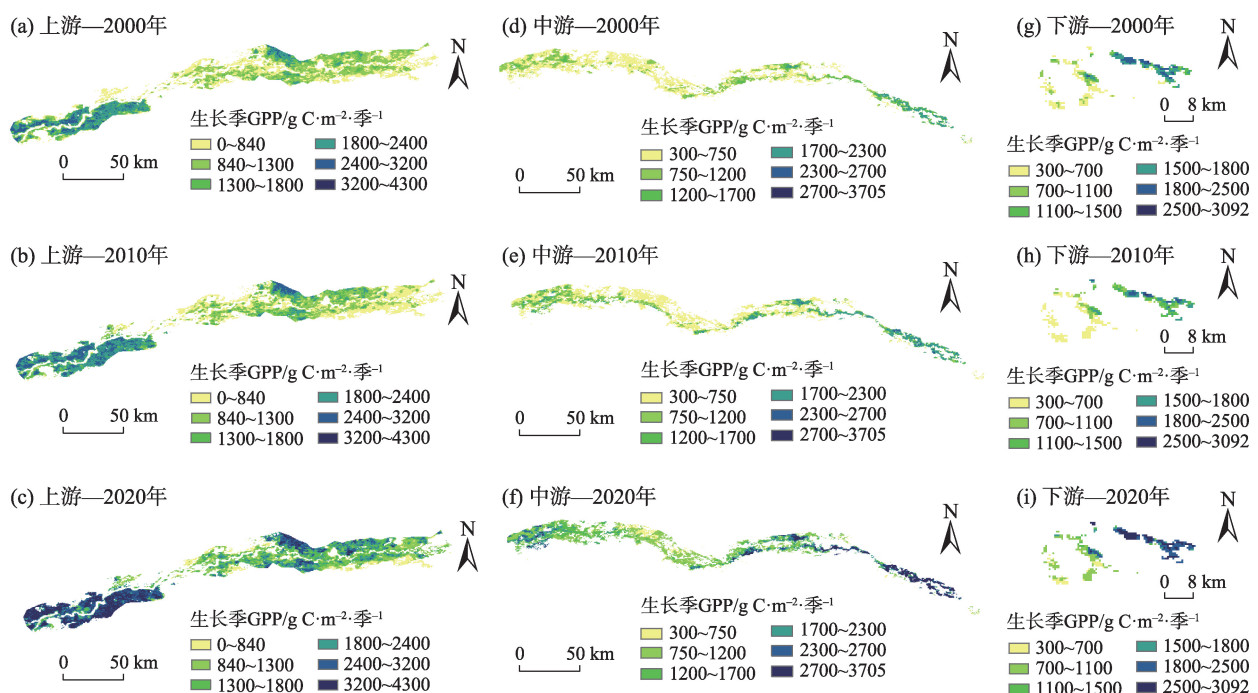 (a) 上游—2000年
N
生长季GPP/g C·m⁻²·季⁻¹
0~840
1800~2400
840~1300
2400~3200
1300~1800
3200~4300
0 50 km
(d) 中游—2000年
N
生长季GPP/g C·m⁻²·季⁻¹
300~750
1700~2300
750~1200
2300~2700
1200~1700
2700~3705
0 50 km
(g) 下游—2000年
N
0 8 km
生长季GPP/g C·m⁻²·季⁻¹
300~700
1500~1800
700~1100
1800~2500
1100~1500
2500~3092
(b) 上游—2010年
N
生长季GPP/g C·m⁻²·季⁻¹
0~840
1800~2400
840~1300
2400~3200
1300~1800
3200~4300
0 50 km
(e) 中游—2010年
N
生长季GPP/g C·m⁻²·季⁻¹
300~750
1700~2300
750~1200
2300~2700
1200~1700
2700~3705
0 50 km
(h) 下游—2010年
N
0 8 km
生长季GPP/g C·m⁻²·季⁻¹
300~700
1500~1800
700~1100
1800~2500
1100~1500
2500~3092
(c) 上游—2020年
N
生长季GPP/g C·m⁻²·季⁻¹
0~840
1800~2400
840~1300
2400~3200
1300~1800
3200~4300
0 50 km
(f) 中游—2020年
N
生长季GPP/g C·m⁻²·季⁻¹
300~750
1700~2300
750~1200
2300~2700
1200~1700
2700~3705
0 50 km
(i) 下游—2020年
N
0 8 km
生长季GPP/g C·m⁻²·季⁻¹
300~700
1500~1800
700~1100
1800~2500
1100~1500
2500~3092